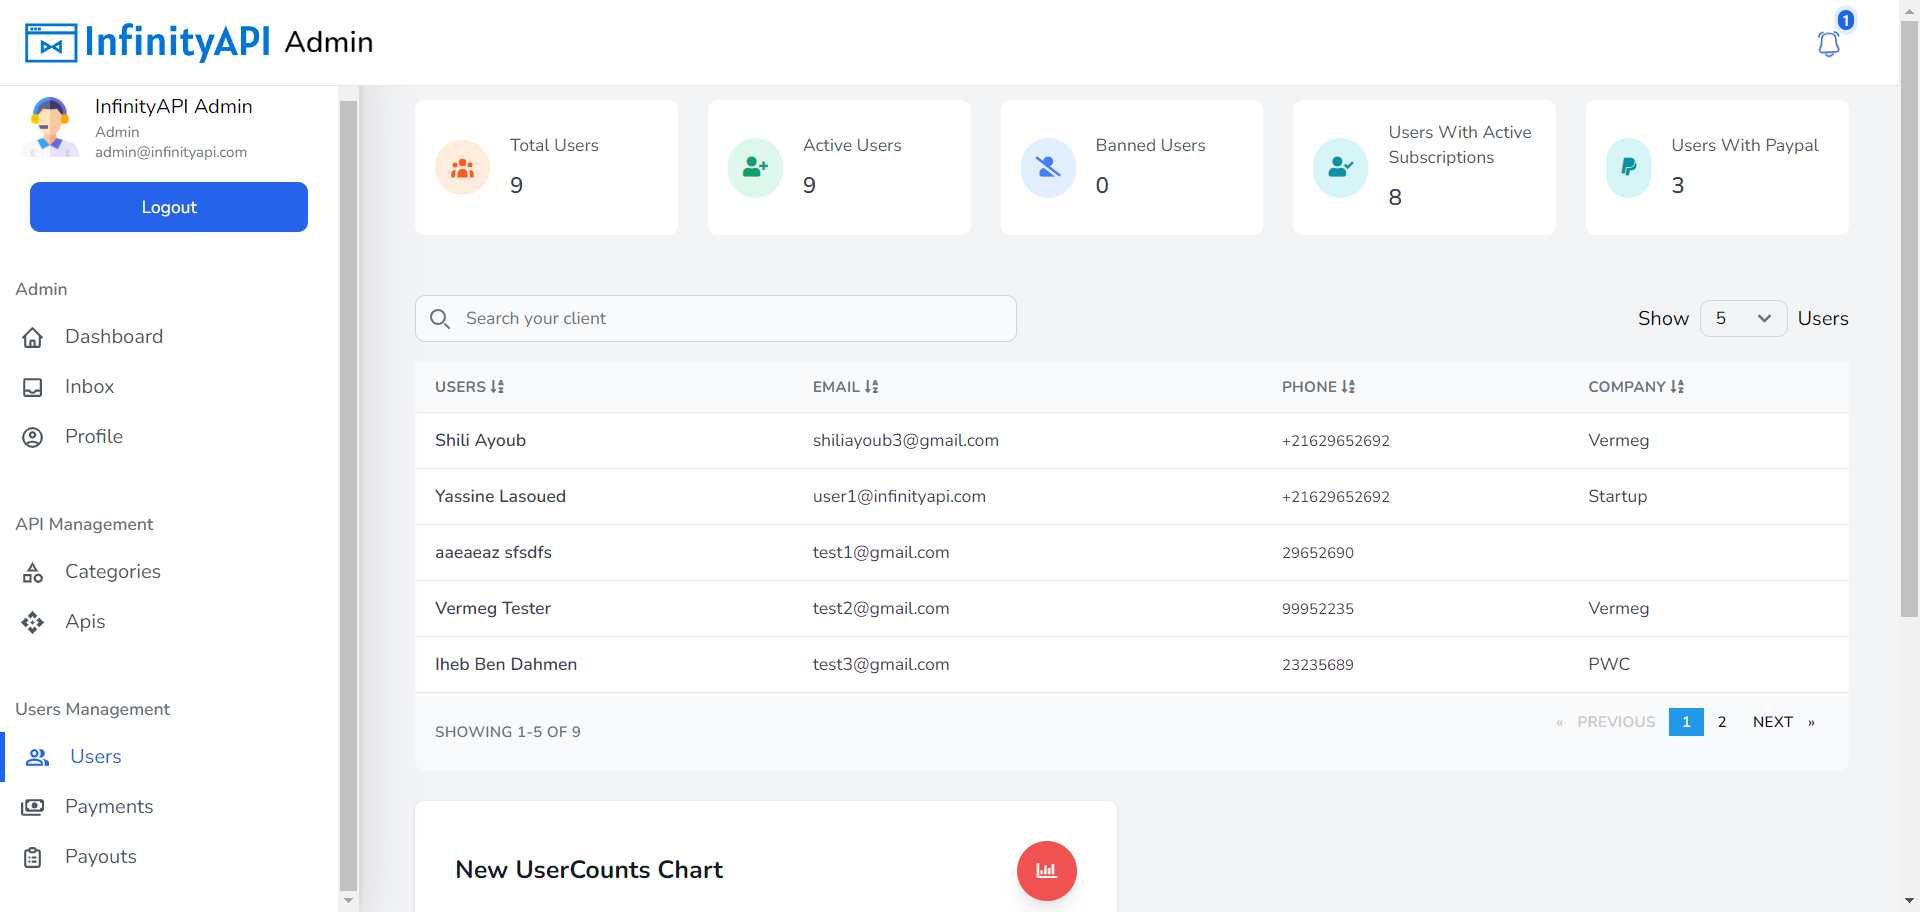 InfinityAPI Admin
1
InfinityAPI Admin
Admin
admin@infinityapi.com
Logout
Admin
Dashboard
Inbox
Profile
API Management
Categories
Apis
Users Management
Users
Payments
Payouts
Total Users
9
Active Users
9
Banned Users
0
Users With Active
Subscriptions
8
Users With Paypal
3
Search your client
Show 5 Users
USERS EMAIL PHONE COMPANY
Shili Ayoub shiliayoub3@gmail.com +21629652692 Vermeg
Yassine Lasoued user1@infinityapi.com +21629652692 Startup
aaeaeaz sfsdfs test1@gmail.com 29652690
Vermeg Tester test2@gmail.com 99952235 Vermeg
Iheb Ben Dahmen test3@gmail.com 23235689 PWC
SHOWING 1-5 OF 9
« PREVIOUS 1 2 NEXT »
New UserCounts Chart